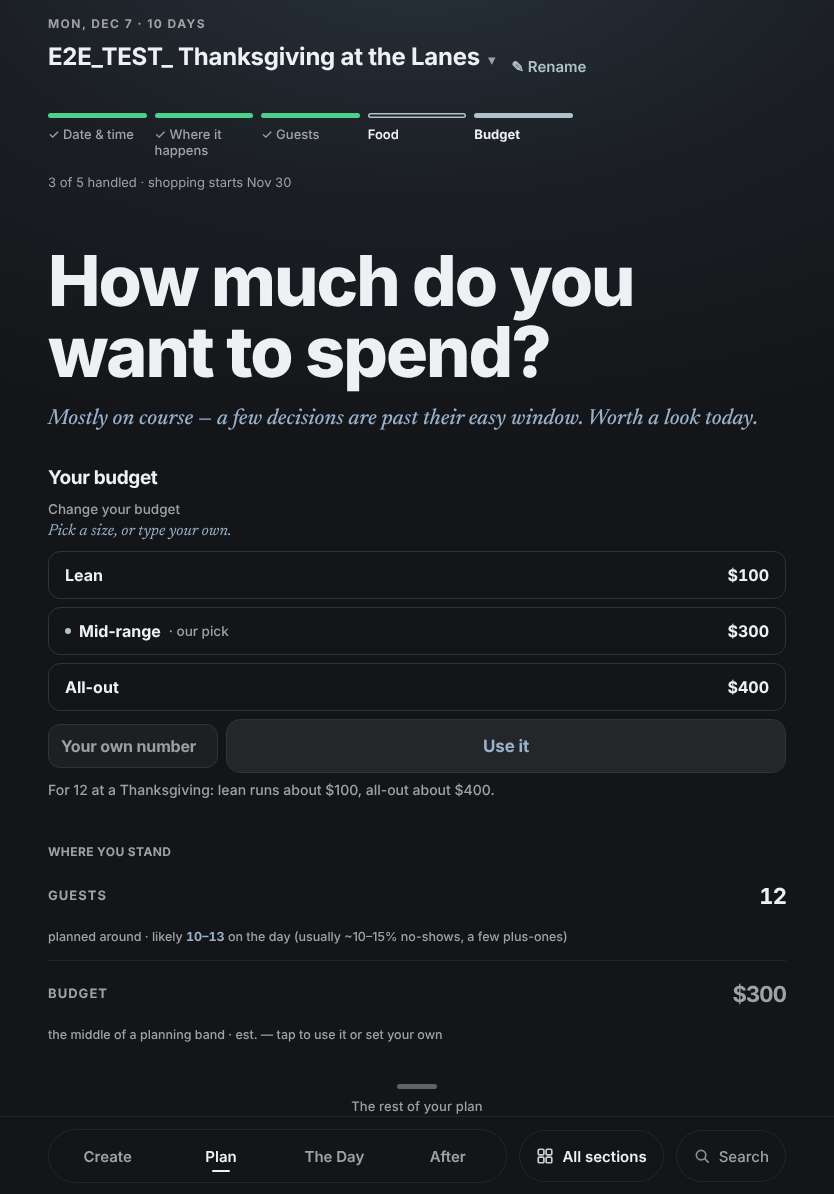 MON, DEC 7 · 10 DAYS
E2E_TEST_ Thanksgiving at the Lanes ▾ ✎ Rename
✓ Date & time
✓ Where it happens
✓ Guests
Food
Budget
3 of 5 handled · shopping starts Nov 30
How much do you
want to spend?
Mostly on course — a few decisions are past their easy window. Worth a look today.
Your budget
Change your budget
Pick a size, or type your own.
Lean $100
Mid-range · our pick $300
All-out $400
Your own number Use it
For 12 at a Thanksgiving: lean runs about $100, all-out about $400.
WHERE YOU STAND
GUESTS 12
planned around · likely 10–13 on the day (usually ~10–15% no-shows, a few plus-ones)
BUDGET $300
the middle of a planning band · est. — tap to use it or set your own
The rest of your plan
Create Plan The Day After All sections Search